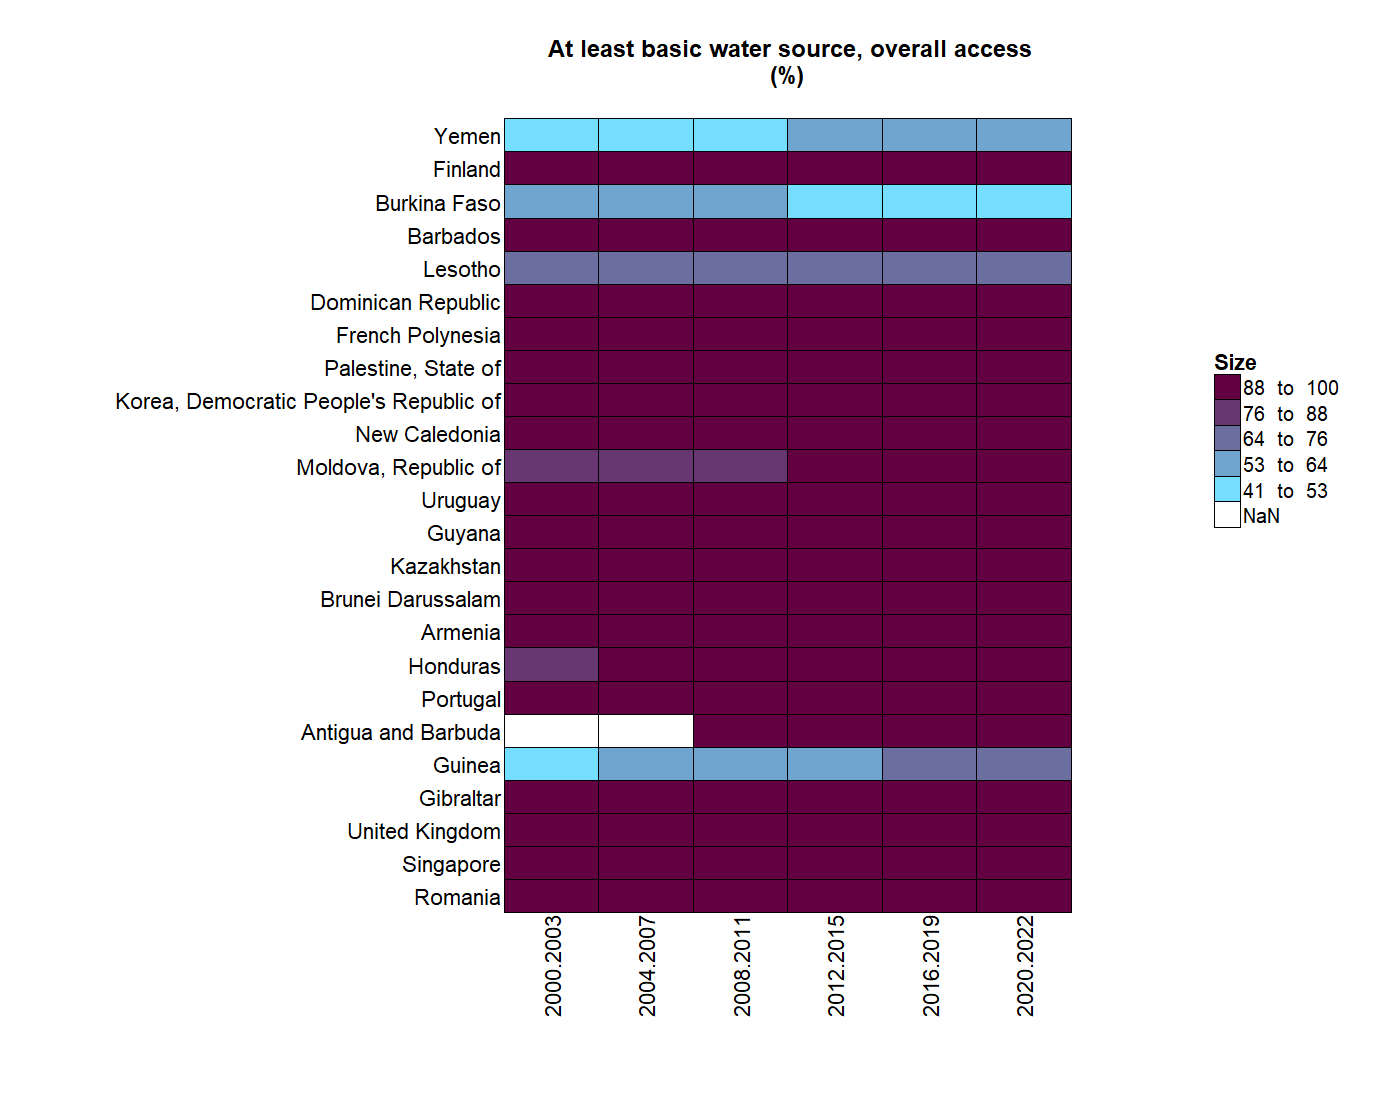 At least basic water source, overall access
(%)
Yemen
Finland
Burkina Faso
Barbados
Lesotho
Dominican Republic
French Polynesia
Palestine, State of
Korea, Democratic People's Republic of
New Caledonia
Moldova, Republic of
Uruguay
Guyana
Kazakhstan
Brunei Darussalam
Armenia
Honduras
Portugal
Antigua and Barbuda
Guinea
Gibraltar
United Kingdom
Singapore
Romania
2000.2003
2004.2007
2008.2011
2012.2015
2016.2019
2020.2022
Size
88 to 100
76 to 88
64 to 76
53 to 64
41 to 53
NaN